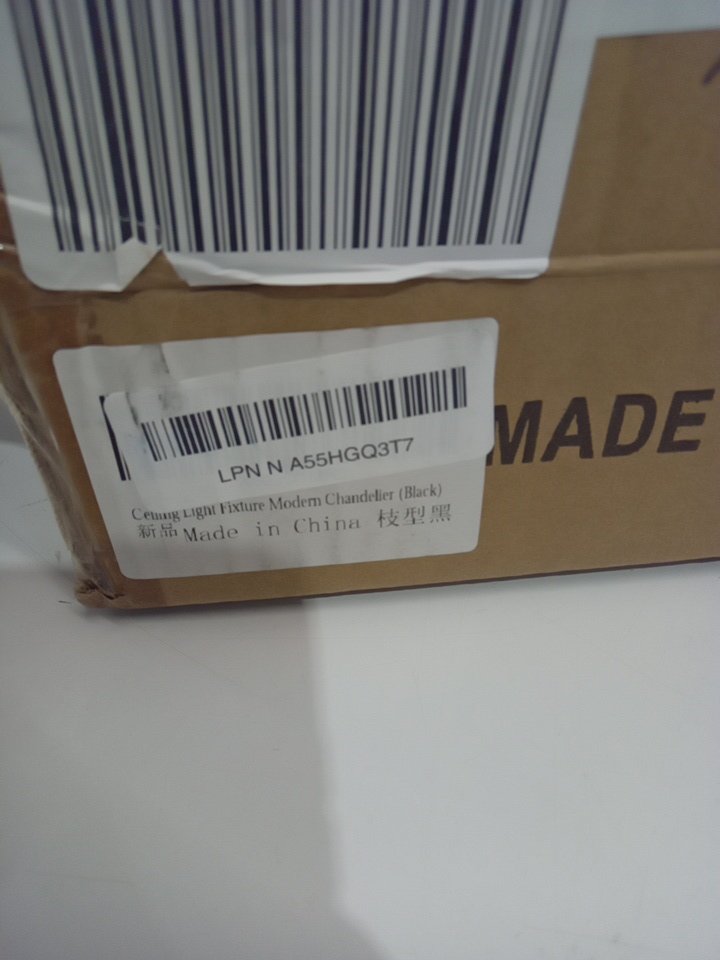 LPN N A55HGQ3T7
Ceiling Light Fixture Modern Chandelier (Black)
新品 Made in China 枝型黑
MADE